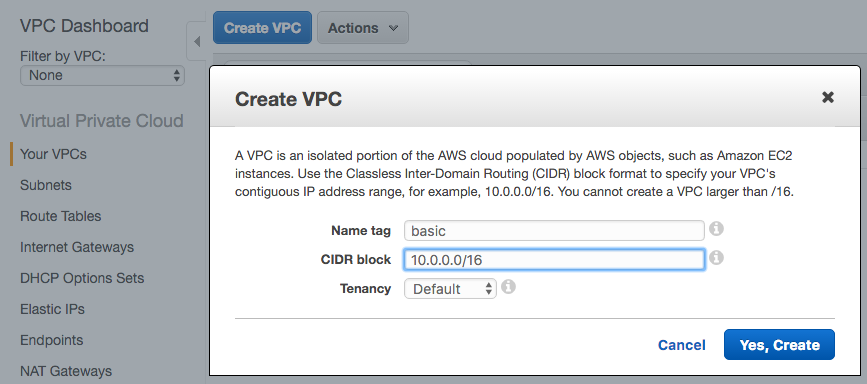 VPC Dashboard
Filter by VPC:
None
Virtual Private Cloud
Your VPCs
Subnets
Route Tables
Internet Gateways
DHCP Options Sets
Elastic IPs
Endpoints
NAT Gateways
Create VPC
Actions
Create VPC
A VPC is an isolated portion of the AWS cloud populated by AWS objects, such as Amazon EC2
instances. Use the Classless Inter-Domain Routing (CIDR) block format to specify your VPC's
contiguous IP address range, for example, 10.0.0.0/16. You cannot create a VPC larger than /16.
Name tag basic
CIDR block 10.0.0.0/16
Tenancy Default
Cancel Yes, Create